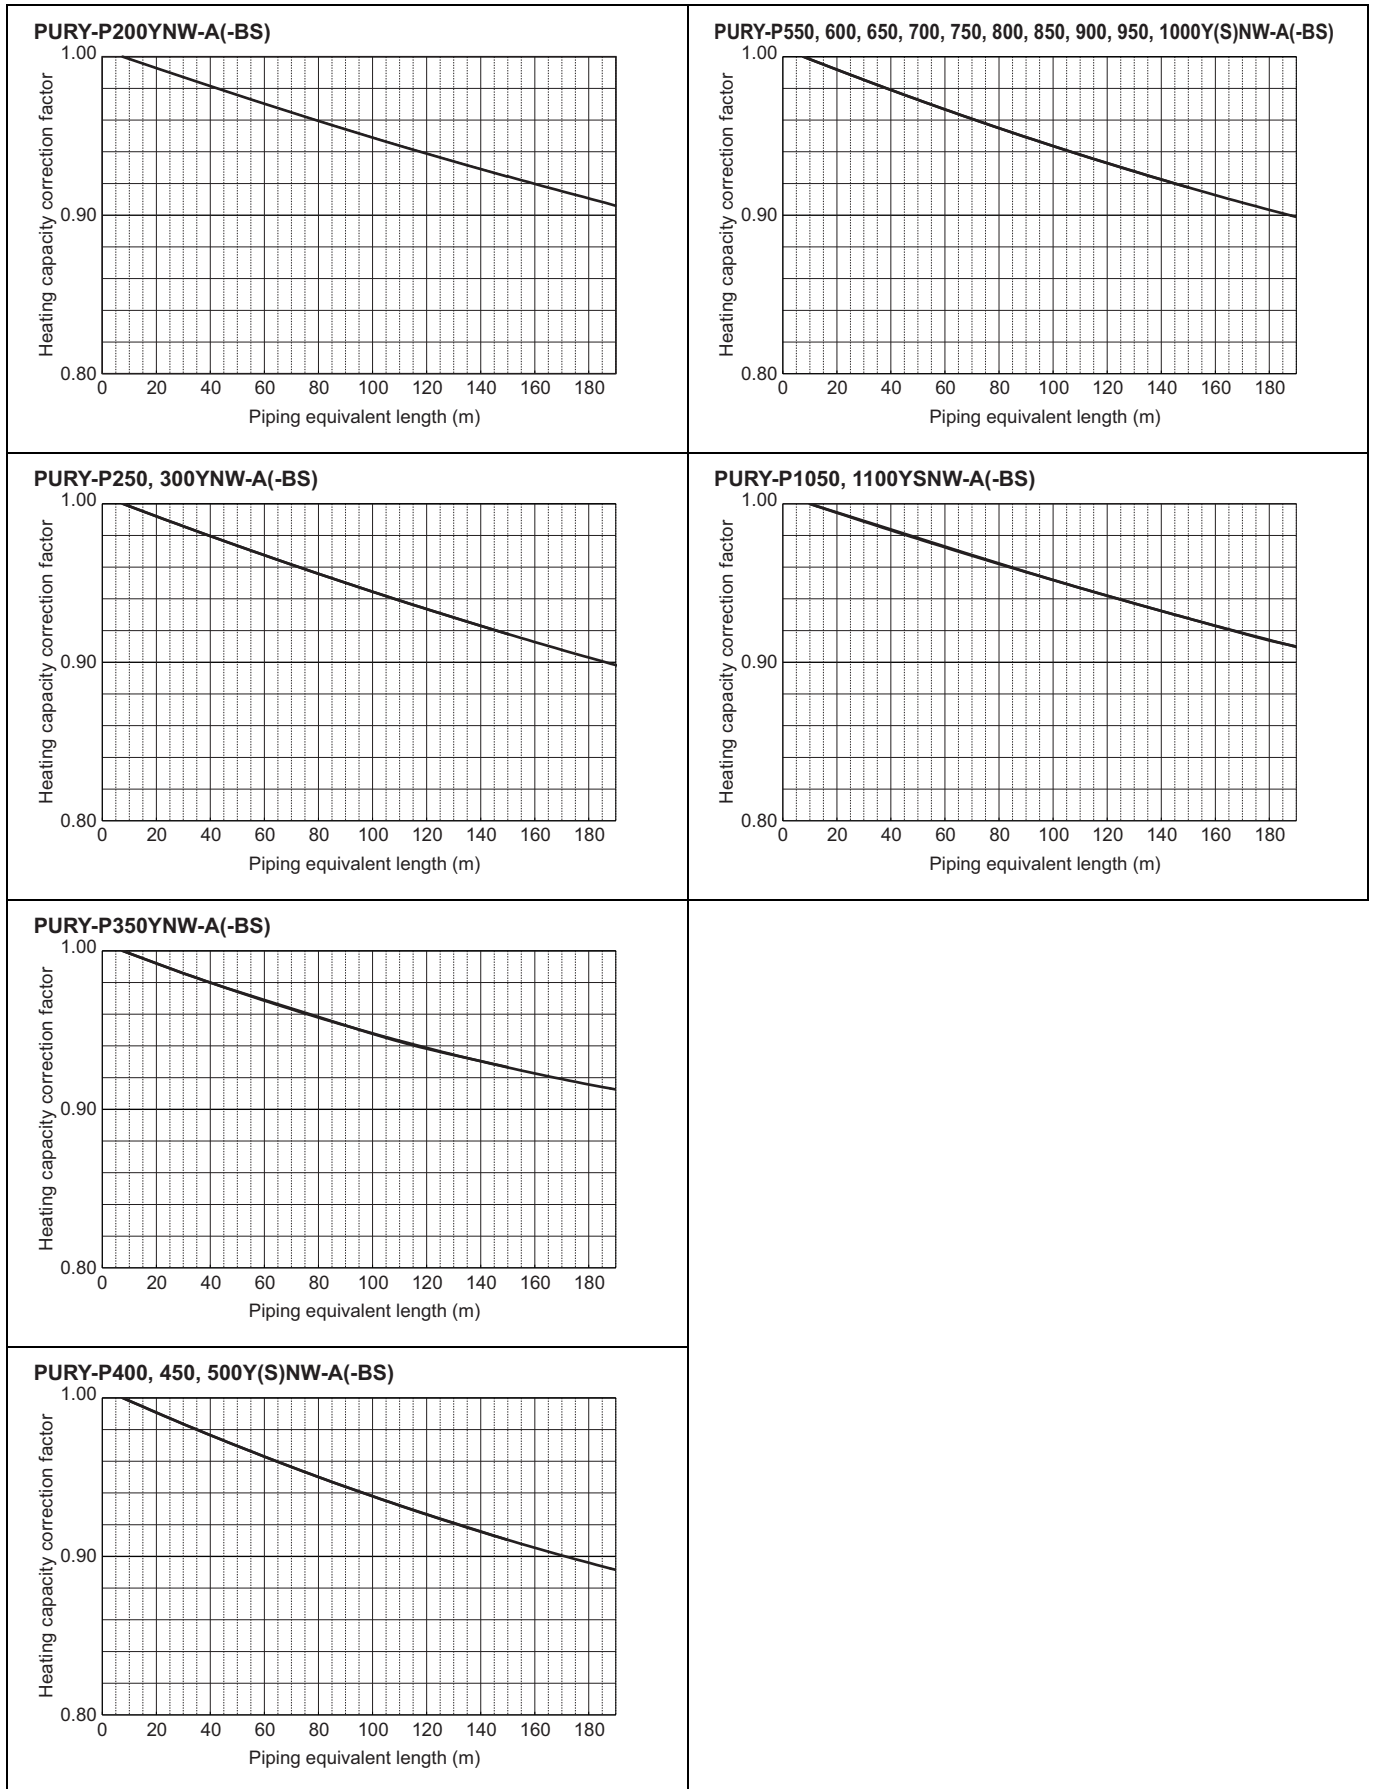 PURY-P200YNW-A(-BS)
1.00
0.90
0.80
Heating capacity correction factor
0 20 40 60 80 100 120 140 160 180
Piping equivalent length (m)
PURY-P550, 600, 650, 700, 750, 800, 850, 900, 950, 1000Y(S)NW-A(-BS)
1.00
0.90
0.80
Heating capacity correction factor
0 20 40 60 80 100 120 140 160 180
Piping equivalent length (m)
PURY-P250, 300YNW-A(-BS)
1.00
0.90
0.80
Heating capacity correction factor
0 20 40 60 80 100 120 140 160 180
Piping equivalent length (m)
PURY-P1050, 1100YSNW-A(-BS)
1.00
0.90
0.80
Heating capacity correction factor
0 20 40 60 80 100 120 140 160 180
Piping equivalent length (m)
PURY-P350YNW-A(-BS)
1.00
0.90
0.80
Heating capacity correction factor
0 20 40 60 80 100 120 140 160 180
Piping equivalent length (m)
PURY-P400, 450, 500Y(S)NW-A(-BS)
1.00
0.90
0.80
Heating capacity correction factor
0 20 40 60 80 100 120 140 160 180
Piping equivalent length (m)